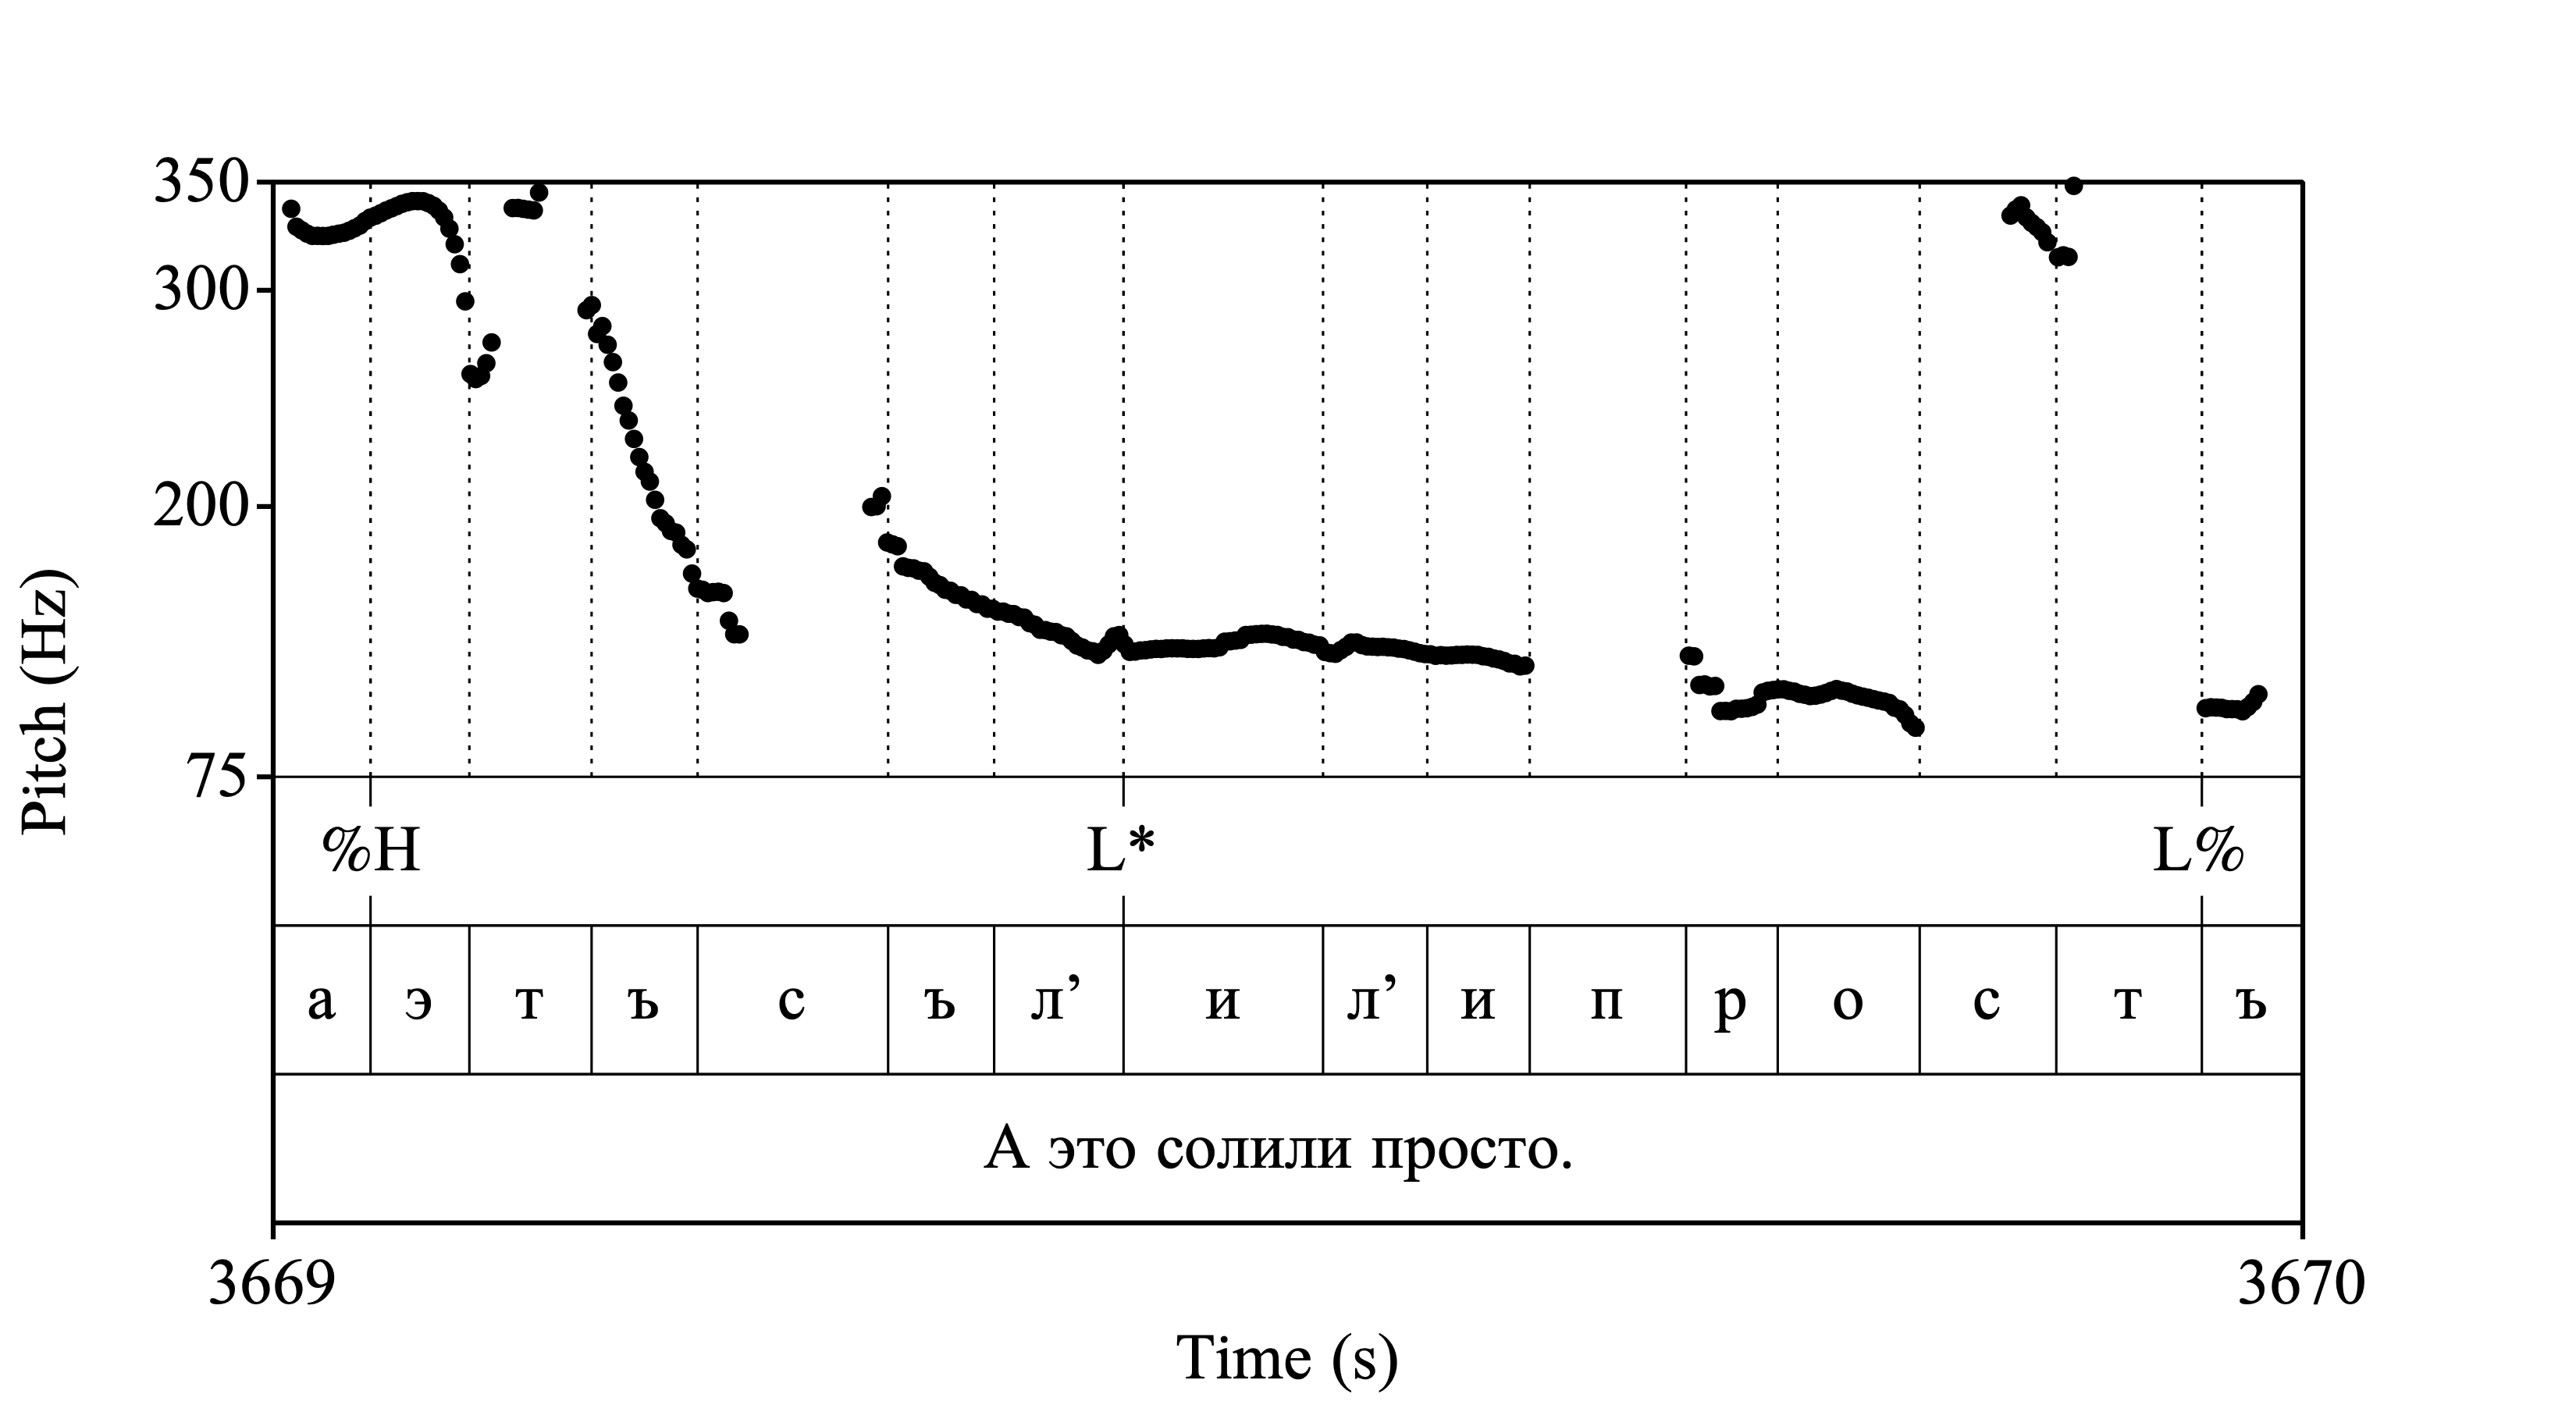 350
300
200
75
Pitch (Hz)
%H L* L%
а э т ъ с ъ л’ и л’ и п р о с т ъ
А это солили просто.
3669 3670
Time (s)